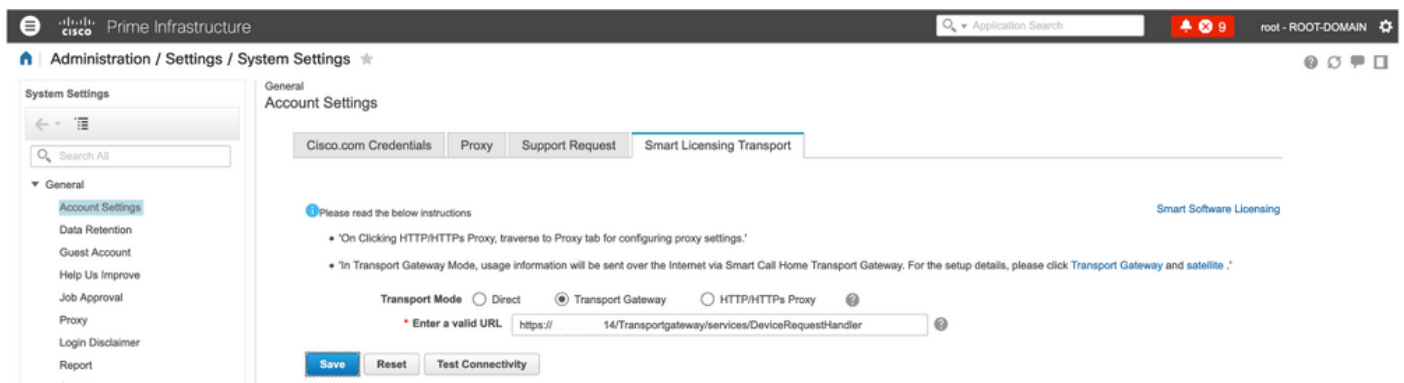 cisco Prime Infrastructure
Application Search
9
root - ROOT-DOMAIN
Administration / Settings / System Settings
System Settings
Search All
General
Account Settings
Data Retention
Guest Account
Help Us Improve
Job Approval
Proxy
Login Disclaimer
Report
General
Account Settings
Cisco.com Credentials Proxy Support Request Smart Licensing Transport
Please read the below instructions
Smart Software Licensing
• 'On Clicking HTTP/HTTPs Proxy, traverse to Proxy tab for configuring proxy settings.'
• 'In Transport Gateway Mode, usage information will be sent over the Internet via Smart Call Home Transport Gateway. For the setup details, please click Transport Gateway and satellite .'
Transport Mode Direct Transport Gateway HTTP/HTTPs Proxy
* Enter a valid URL https:// 14/Transportgateway/services/DeviceRequestHandler
Save Reset Test Connectivity